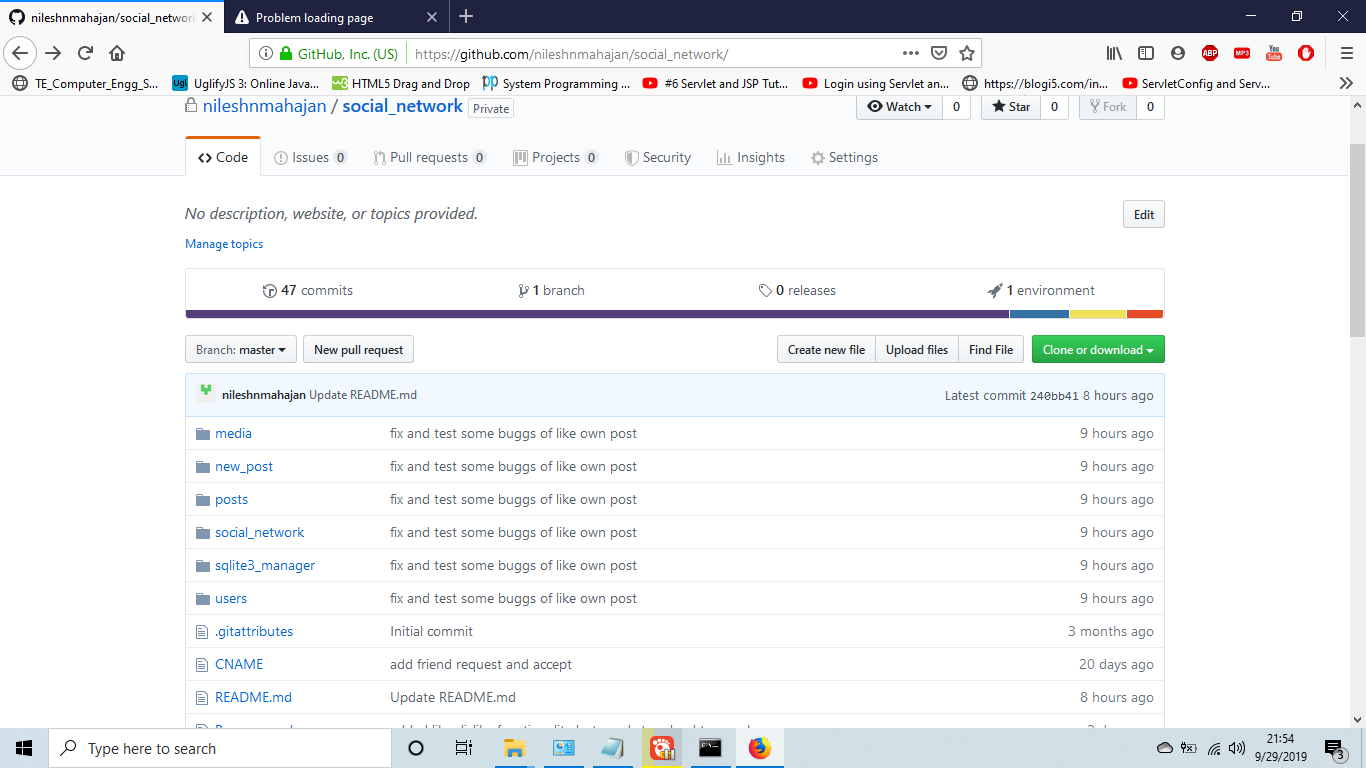 nileshnmahajan/social_networ
Problem loading page
GitHub, Inc. (US)
https://github.com/nileshnmahajan/social_network/
ABP
MP3
You Tube
TE_Computer_Engg_S...
Ugl UglifyJS 3: Online Java...
w3 HTML5 Drag and Drop
pp System Programming ...
#6 Servlet and JSP Tut...
Login using Servlet an...
https://blogi5.com/in...
ServletConfig and Serv...
nileshnmahajan / social_network Private
Watch 0
Star 0
Fork 0
Code
Issues 0
Pull requests 0
Projects 0
Security
Insights
Settings
No description, website, or topics provided.
Edit
Manage topics
47 commits
1 branch
0 releases
1 environment
Branch: master
New pull request
Create new file
Upload files
Find File
Clone or download
nileshnmahajan Update README.md
Latest commit 240bb41 8 hours ago
media fix and test some buggs of like own post 9 hours ago
new_post fix and test some buggs of like own post 9 hours ago
posts fix and test some buggs of like own post 9 hours ago
social_network fix and test some buggs of like own post 9 hours ago
sqlite3_manager fix and test some buggs of like own post 9 hours ago
users fix and test some buggs of like own post 9 hours ago
.gitattributes Initial commit 3 months ago
CNAME add friend request and accept 20 days ago
README.md Update README.md 8 hours ago
Type here to search
21:54
9/29/2019
3